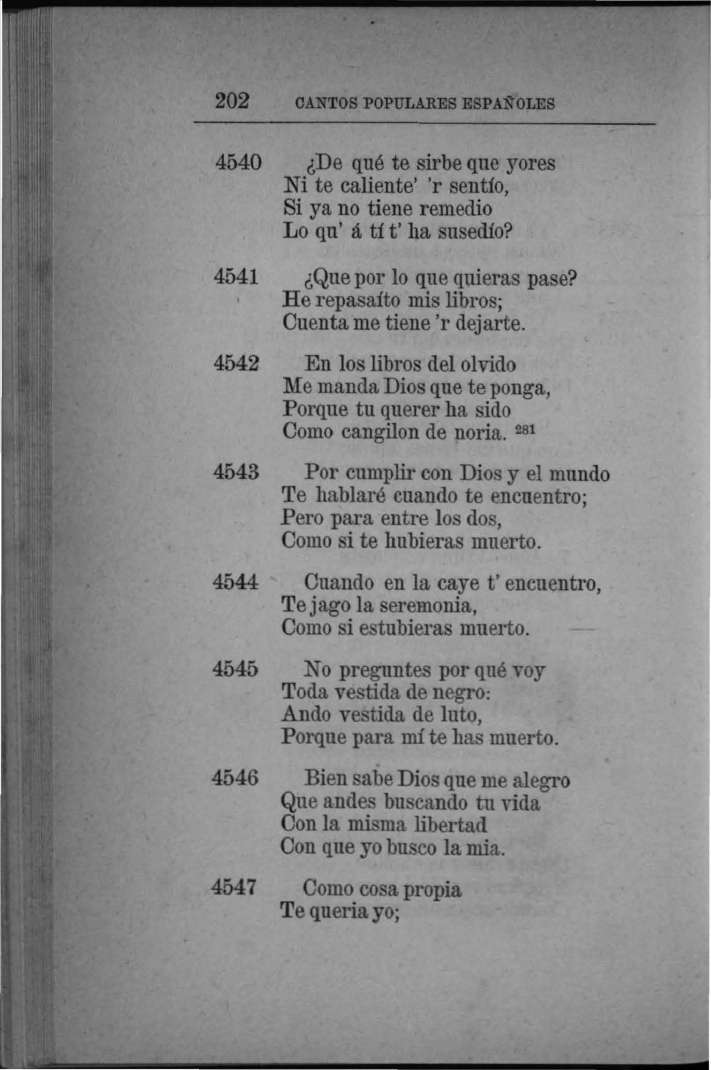 202 CANTOS POPULARES ESPAÑOLES
4540 ¿De qué te sirbe que yores
Ni te caliente' 'r sentío,
Si ya no tiene remedio
Lo qu' á tí t' ha susedío?
4541 ¿Que por lo que quieras pase?
He repasaíto mis libros;
Cuenta me tiene 'r dejarte.
4542 En los libros del olvido
Me manda Dios que te ponga,
Porque tu querer ha sido
Como cangilon de noria. 281
4543 Por cumplir con Dios y el mundo
Te hablaré cuando te encuentro;
Pero para entre los dos,
Como si te hubieras muerto.
4544 Cuando en la caye t' encuentro,
Te jago la seremonia,
Como si estubieras muerto.
4545 No preguntes por qué voy
Toda vestida de negro:
Ando vestida de luto,
Porque para mí te has muerto.
4546 Bien sabe Dios que me alegro
Que andes buscando tu vida
Con la misma libertad
Con que yo busco la mia.
4547 Como cosa propia
Te queria yo;